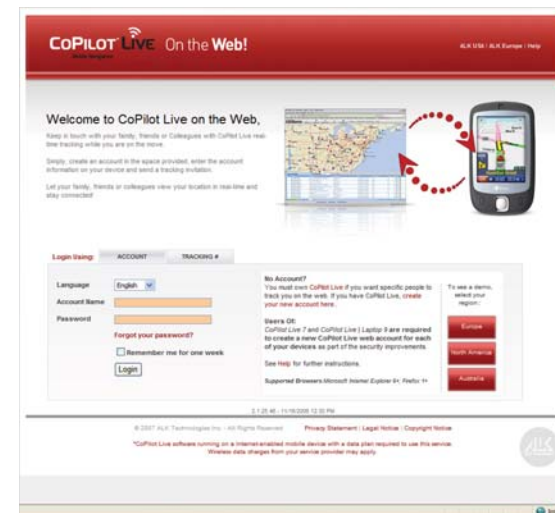 CoPilot Live On the Web!
ALK USA | ALK Europe | Help
Welcome to CoPilot Live on the Web,
Keep in touch with your family, friends or Colleagues with CoPilot Live real-
time tracking while you are on the move.
Simply, create an account in the space provided, enter the account
information on your device and send a tracking invitation.
Let your family, friends or colleagues view your location in real-time and
stay connected!
Login Using: ACCOUNT TRACKING #
Language English
Account Name
Password
Forgot your password?
Remember me for one week
Login
No Account?
You must own CoPilot Live if you want specific people to
track you on the web. If you have CoPilot Live, create
your new account here.
Users Of:
CoPilot Live 7 and CoPilot Live | Laptop 9 are required
to create a new CoPilot Live web account for each
of your devices as part of the security improvements.
See Help for further instructions.
Supported Browsers Microsoft Internet Explorer 6+, Firefox 1+
To see a demo,
select your
region:
Europe
North America
Australia
© 2007 ALK Technologies Inc. - All Rights Reserved Privacy Statement | Legal Notice | Copyright Notice
*CoPilot Live software running on a internet-enabled mobile device with a data plan required to use this service.
Wireless data charges from your service provider may apply.
ALK